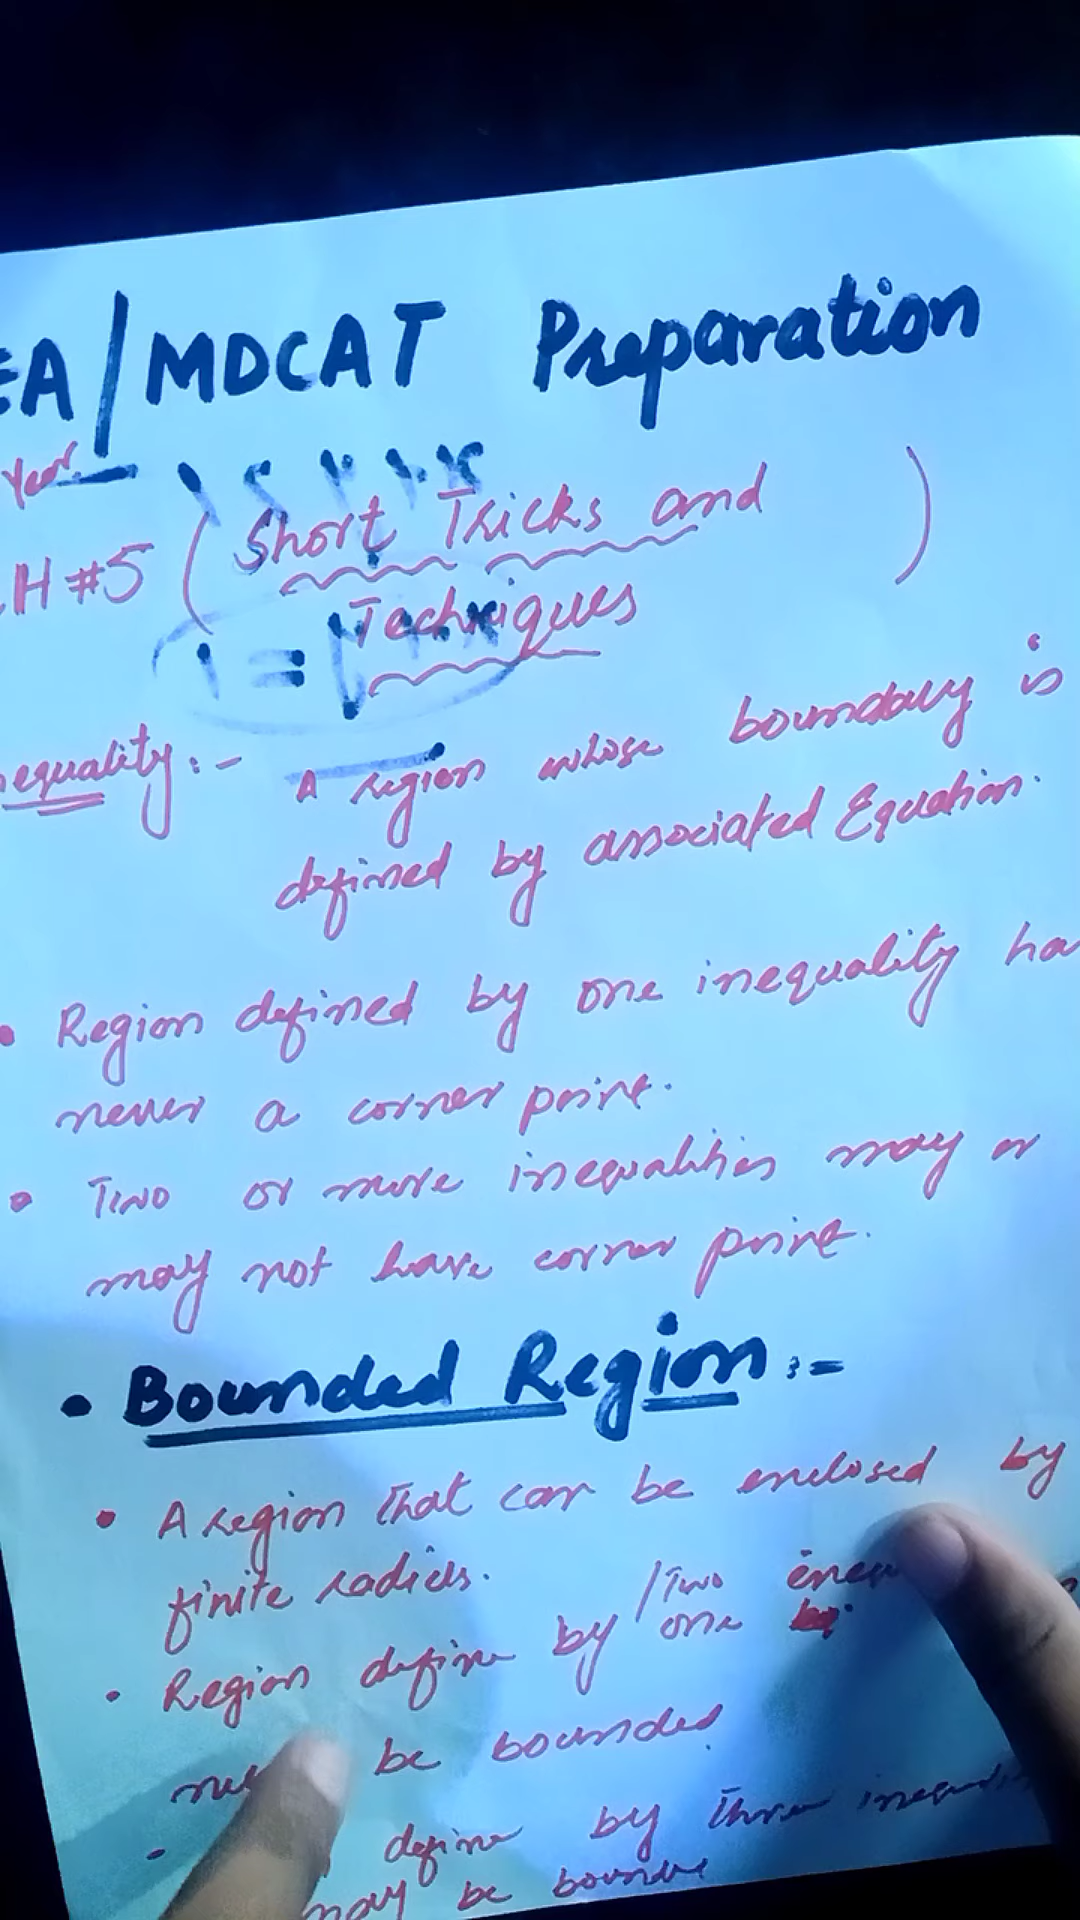 EA/MDCAT Preparation
Year
CH#5 (Short Tricks and
Techniques)
nequality:- A region whose boundary is
defined by associated Equation.
• Region defined by one inequality ha
never a corner point.
• Two or more inequalities may or
may not have corner point.
• Bounded Region:-
• A region that can be enclosed by
finite radius.
• Region define by one /Two
be bounded
• define by three
may be